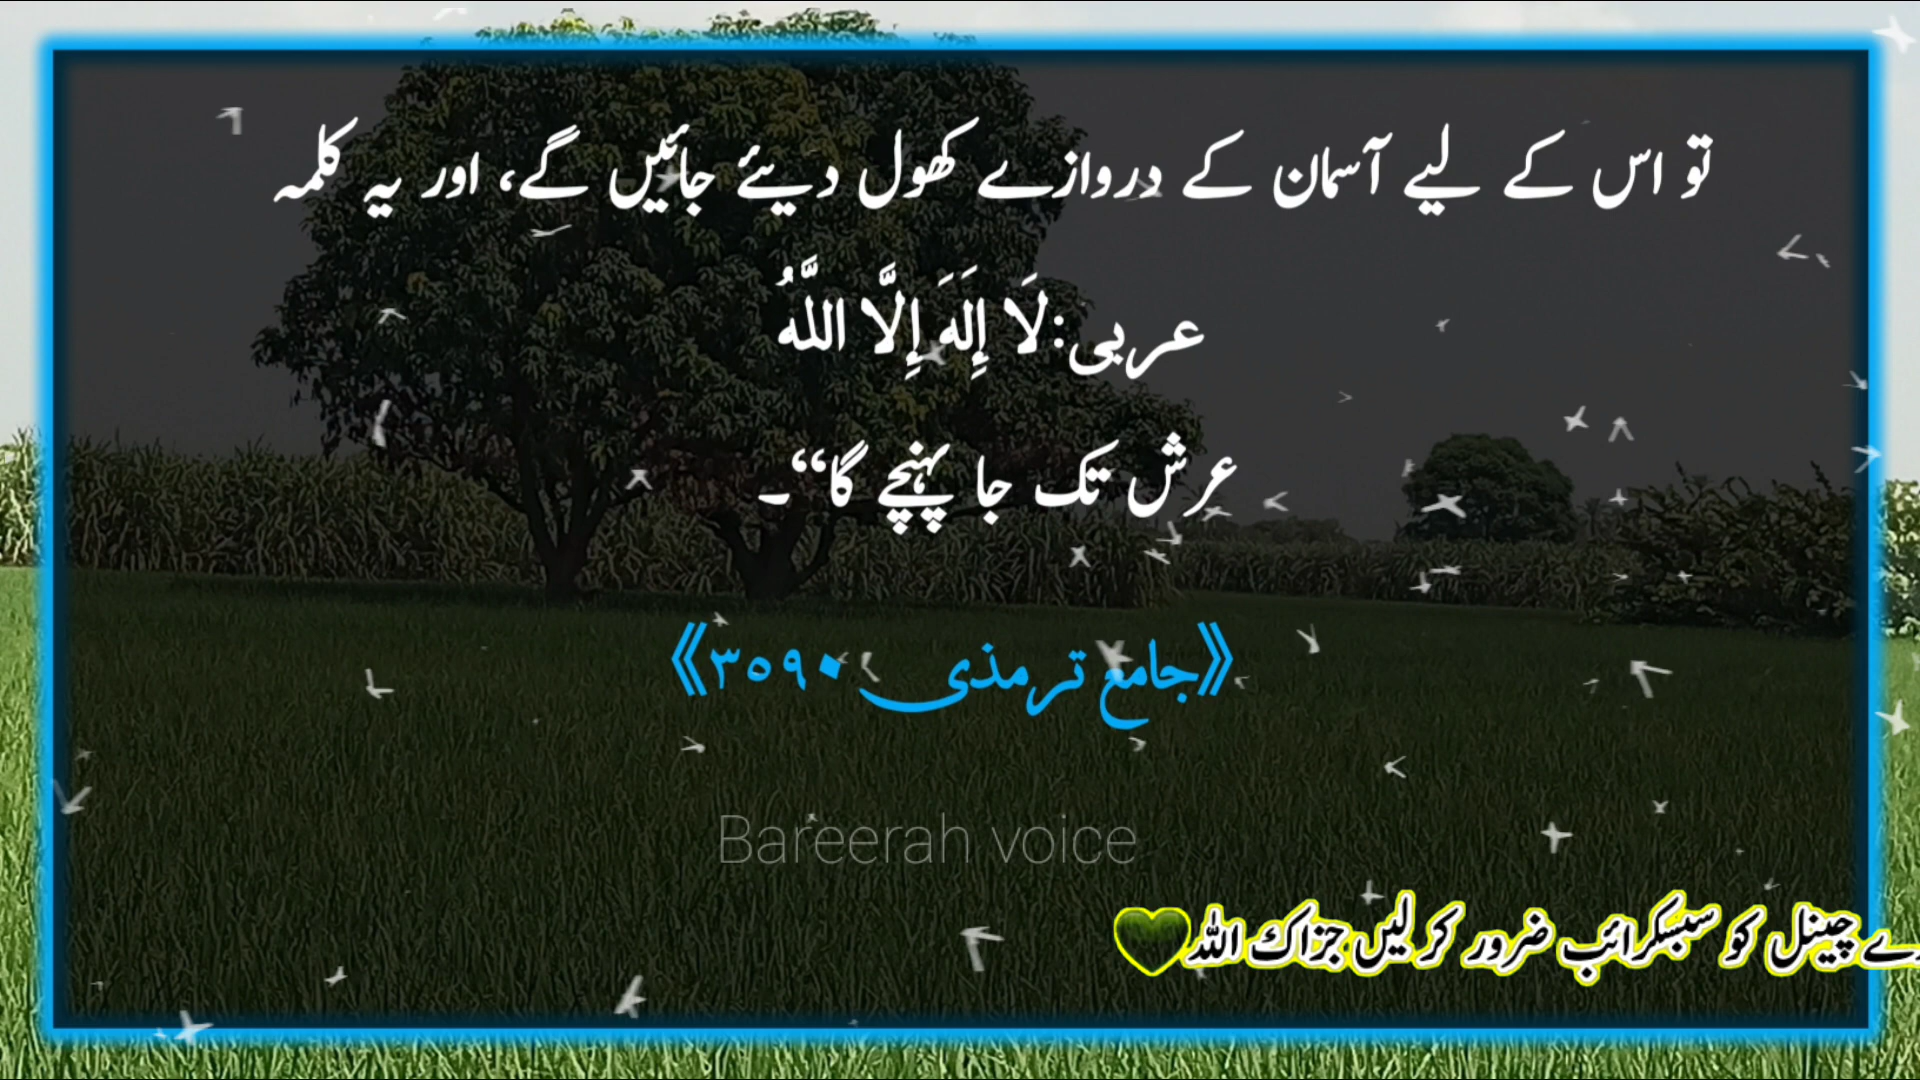 تو اس کے لیے آسمان کے دروازے کھول دیئے جائیں گے، اور یہ کلمہ
عربی:لَا إِلَهَ إِلَّا اللَّهُ
عرش تک جا پہنچے گا“۔
《جامع ترمذی ٣٥٩٠》
Bareerah voice
چینل کو سبسکرائب ضرور کر لیں جزاک اللہ💚